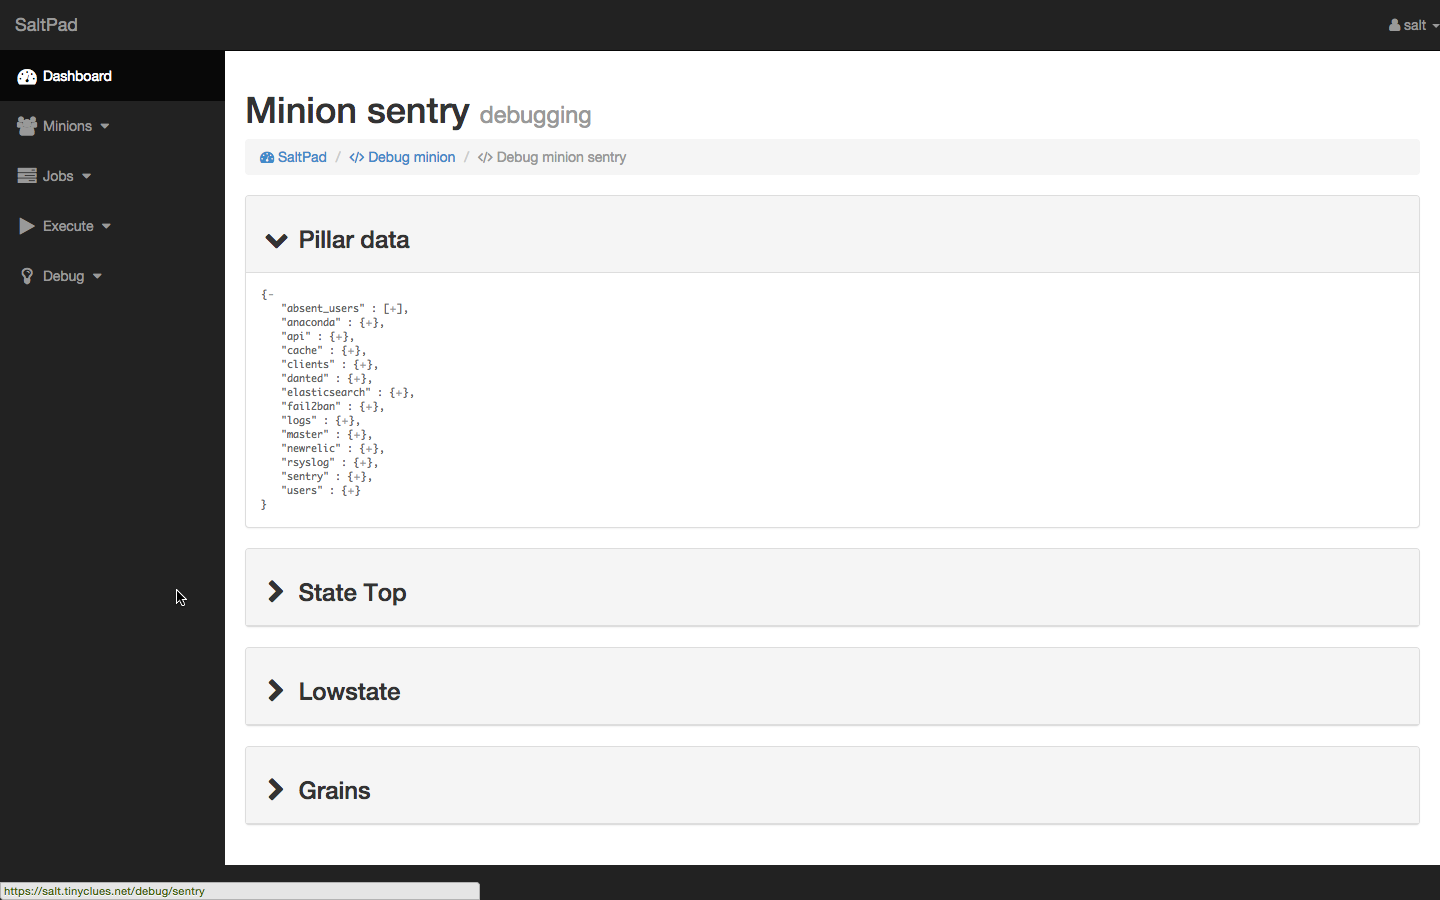 SaltPad
salt
Dashboard
Minions
Jobs
Execute
Debug
Minion sentry debugging
SaltPad / </> Debug minion / </> Debug minion sentry
Pillar data
{-
"absent_users" : [+],
"anaconda" : {+},
"api" : {+},
"cache" : {+},
"clients" : {+},
"danted" : {+},
"elasticsearch" : {+},
"fail2ban" : {+},
"logs" : {+},
"master" : {+},
"newrelic" : {+},
"rsyslog" : {+},
"sentry" : {+},
"users" : {+}
}
State Top
Lowstate
Grains
https://salt.tinyclues.net/debug/sentry